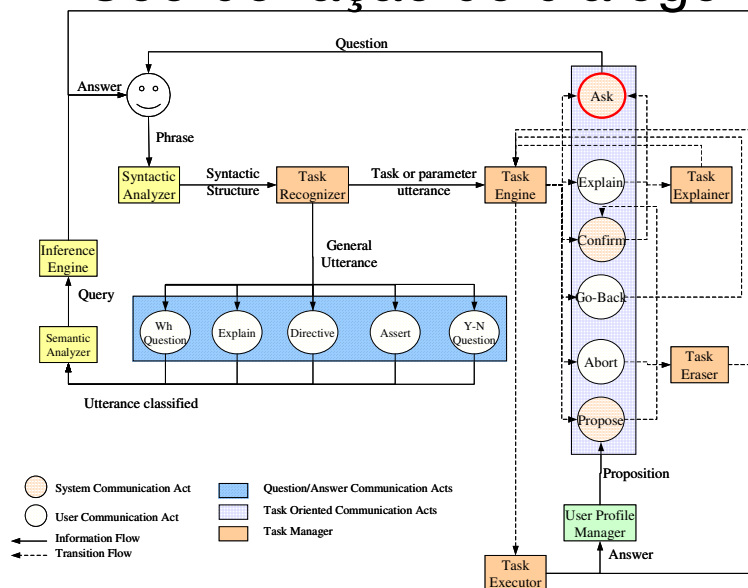 Question
Answer
Ask
Phrase
Syntactic
Analyzer
Syntactic
Structure
Task
Recognizer
Task or parameter
utterance
Task
Engine
Explain
Task
Explainer
Confirm
General
Utterance
Inference
Engine
Query
Go-Back
Wh
Question
Explain
Directive
Assert
Y-N
Question
Semantic
Analyzer
Abort
Task
Eraser
Utterance classified
Propose
Proposition
System Communication Act
User Communication Act
Information Flow
Transition Flow
Question/Answer Communication Acts
Task Oriented Communication Acts
Task Manager
User Profile
Manager
Answer
Task
Executor